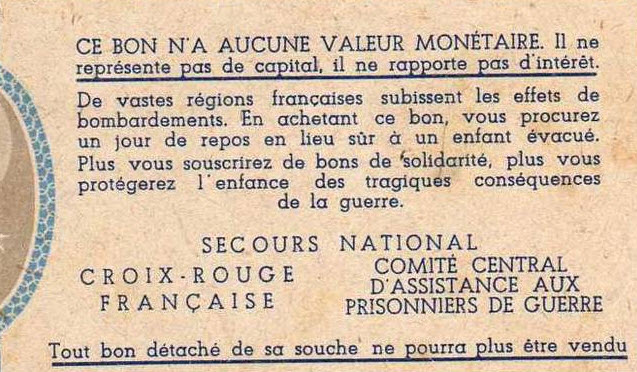 CE BON N'A AUCUNE VALEUR MONÉTAIRE. Il ne
représente pas de capital, il ne rapporte pas d'intérêt.
De vastes régions françaises subissent les effets de
bombardements. En achetant ce bon, vous procurez
un jour de repos en lieu sûr à un enfant évacué.
Plus vous souscrirez de bons de solidarité, plus vous
protégerez l'enfance des tragiques conséquences
de la guerre.
SECOURS NATIONAL
CROIX-ROUGE
FRANÇAISE
COMITÉ CENTRAL
D'ASSISTANCE AUX
PRISONNIERS DE GUERRE
Tout bon détaché de sa souche ne pourra plus être vendu